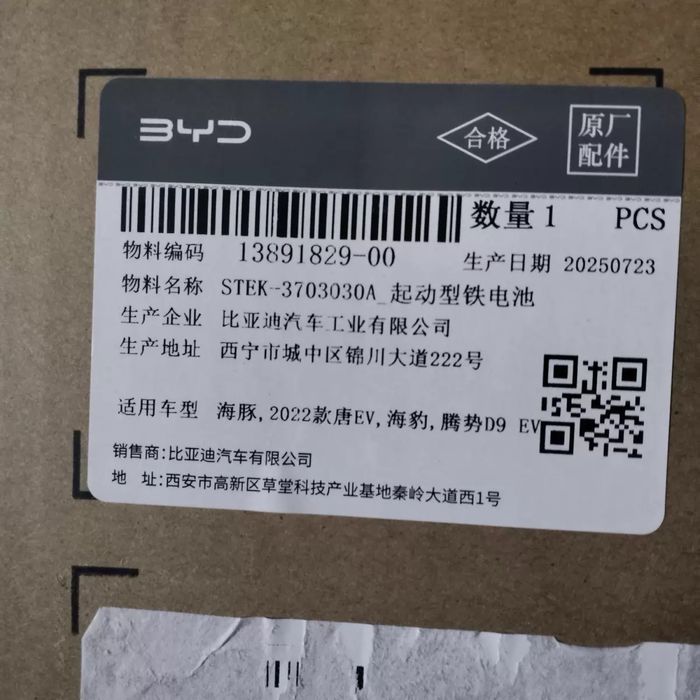 BYD
合格
原厂
配件
数量 1 PCS
物料编码 13891829-00
生产日期 20250723
物料名称 STEK-3703030A_起动型铁电池
生产企业 比亚迪汽车工业有限公司
生产地址 西宁市城中区锦川大道222号
适用车型 海豚,2022款唐EV,海豹,腾势D9 EV
销售商:比亚迪汽车有限公司
地 址:西安市高新区草堂科技产业基地秦岭大道西1号